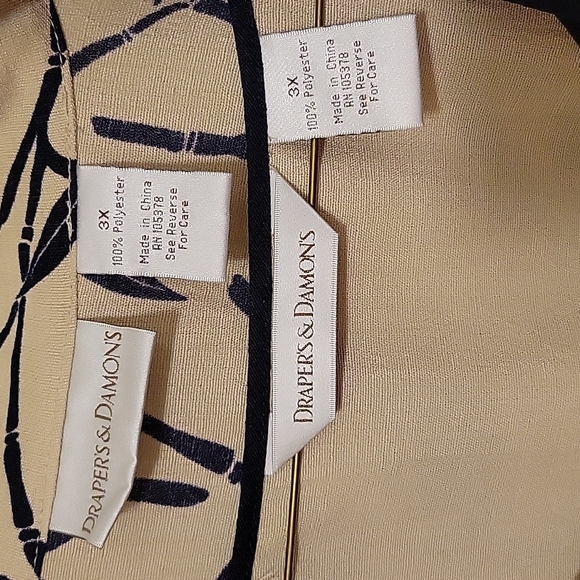 3X
100% Polyester
Made in China
RN 105378
See Reverse
For Care
DRAPER'S & DAMON'S
3X
100% Polyester
Made in China
RN 105378
See Reverse
For Care
DRAPER'S & DAMON'S